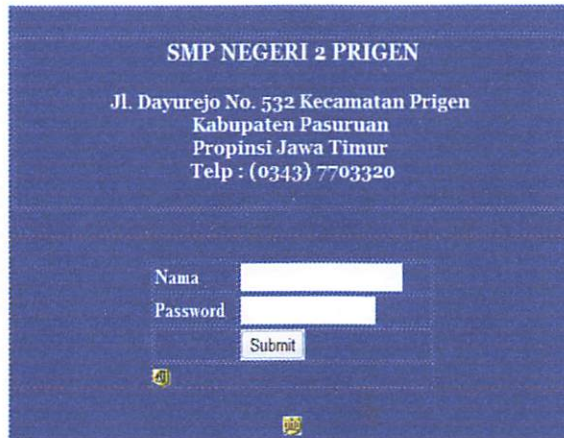 SMP NEGERI 2 PRIGEN
Jl. Dayurejo No. 532 Kecamatan Prigen
Kabupaten Pasuruan
Propinsi Jawa Timur
Telp : (0343) 7703320
Nama
Password
Submit